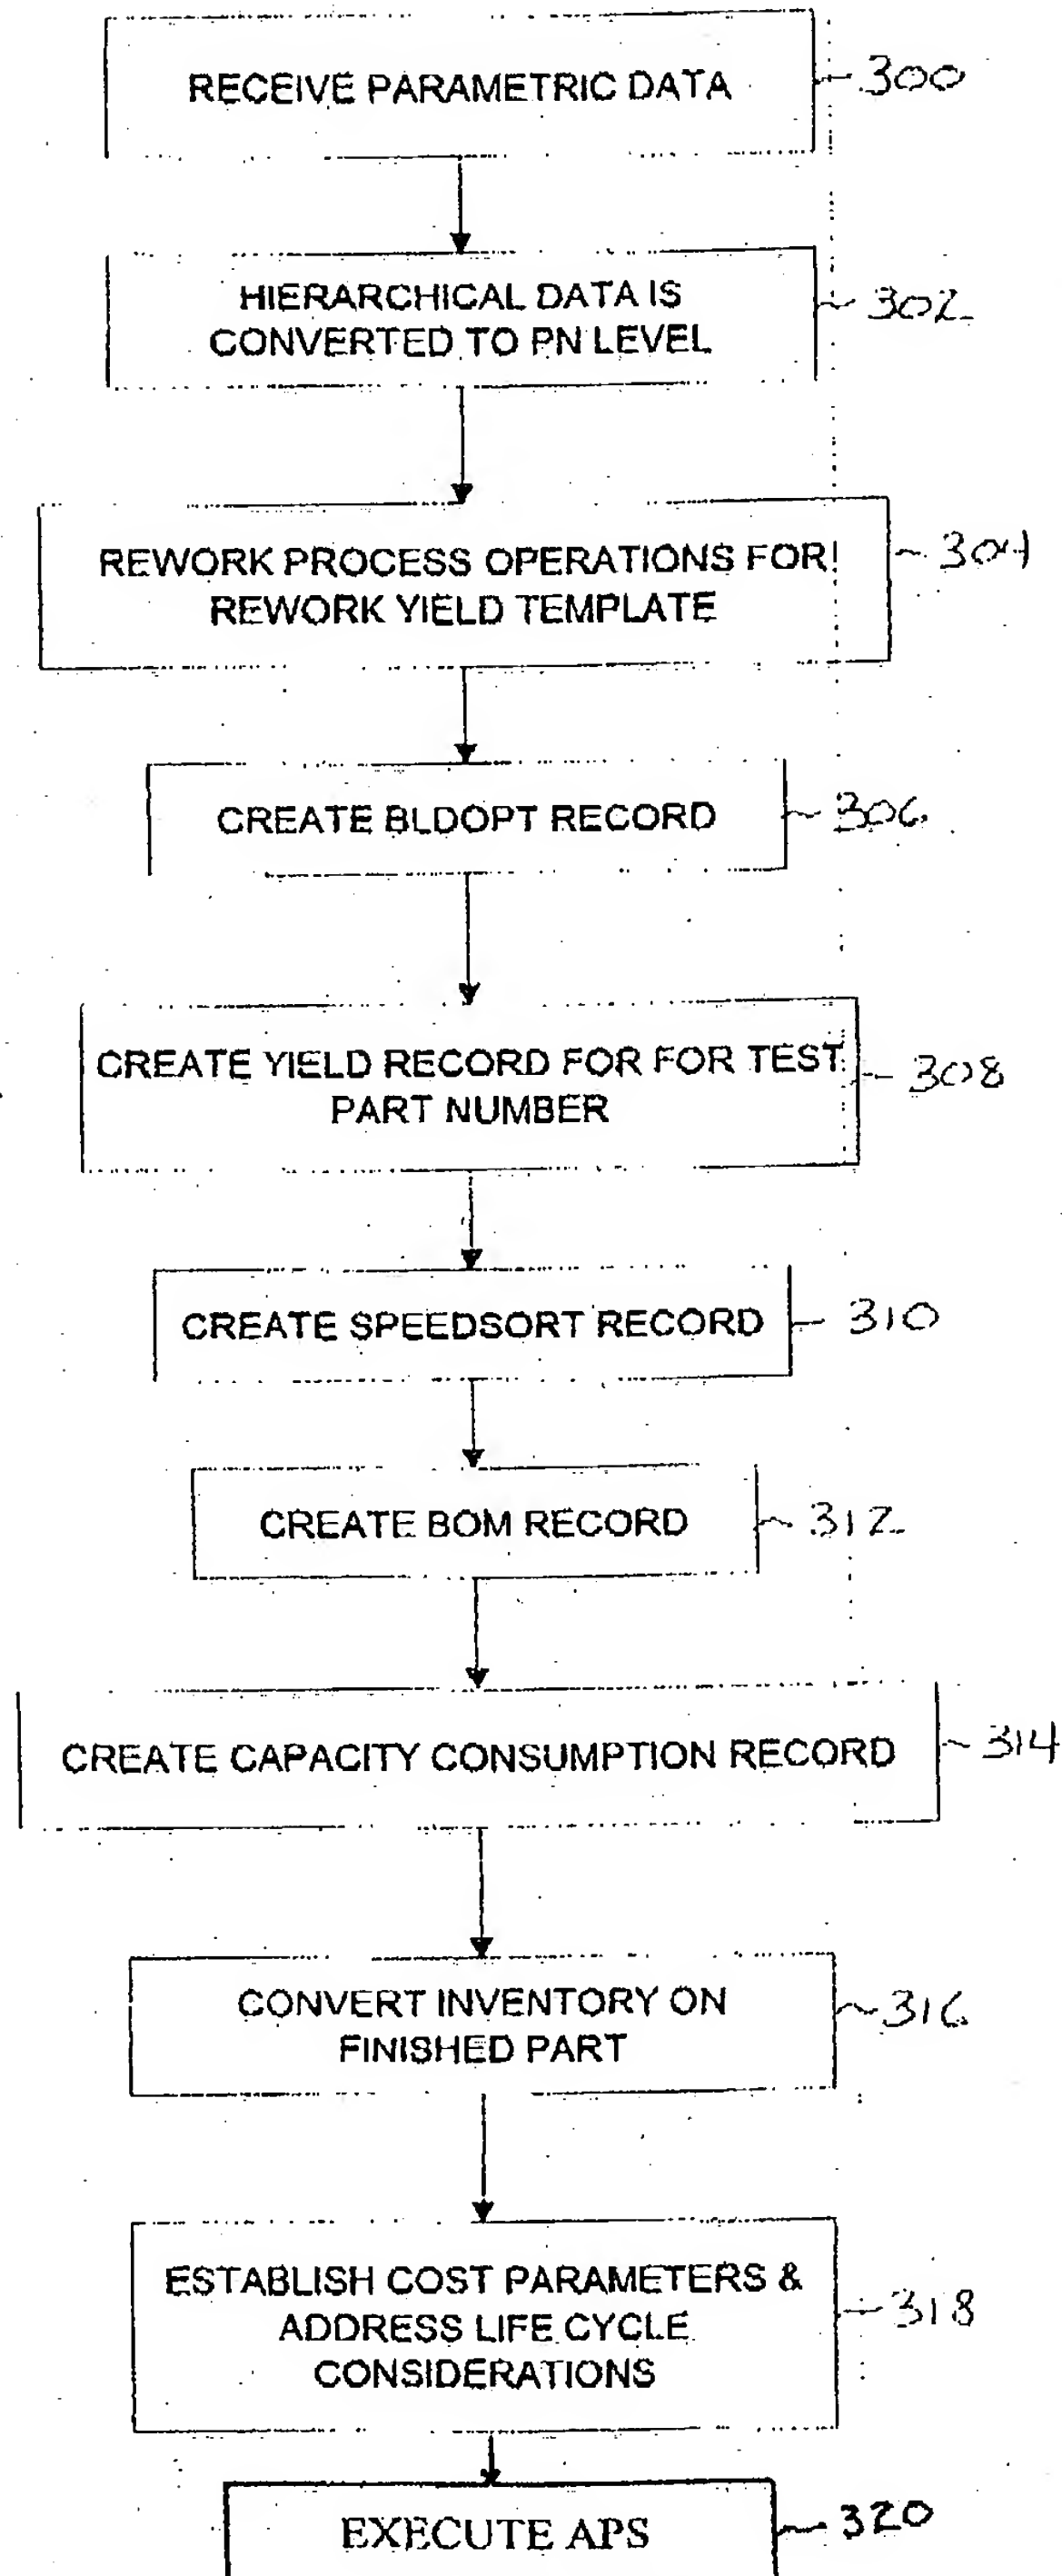 RECEIVE PARAMETRIC DATA
300
HIERARCHICAL DATA IS
CONVERTED TO PN LEVEL
302
REWORK PROCESS OPERATIONS FOR
REWORK YIELD TEMPLATE
304
CREATE BLDOPT RECORD
306
CREATE YIELD RECORD FOR FOR TEST
PART NUMBER
308
CREATE SPEEDSORT RECORD
310
CREATE BOM RECORD
312
CREATE CAPACITY CONSUMPTION RECORD
314
CONVERT INVENTORY ON
FINISHED PART
316
ESTABLISH COST PARAMETERS &
ADDRESS LIFE CYCLE
CONSIDERATIONS
318
EXECUTE APS
320